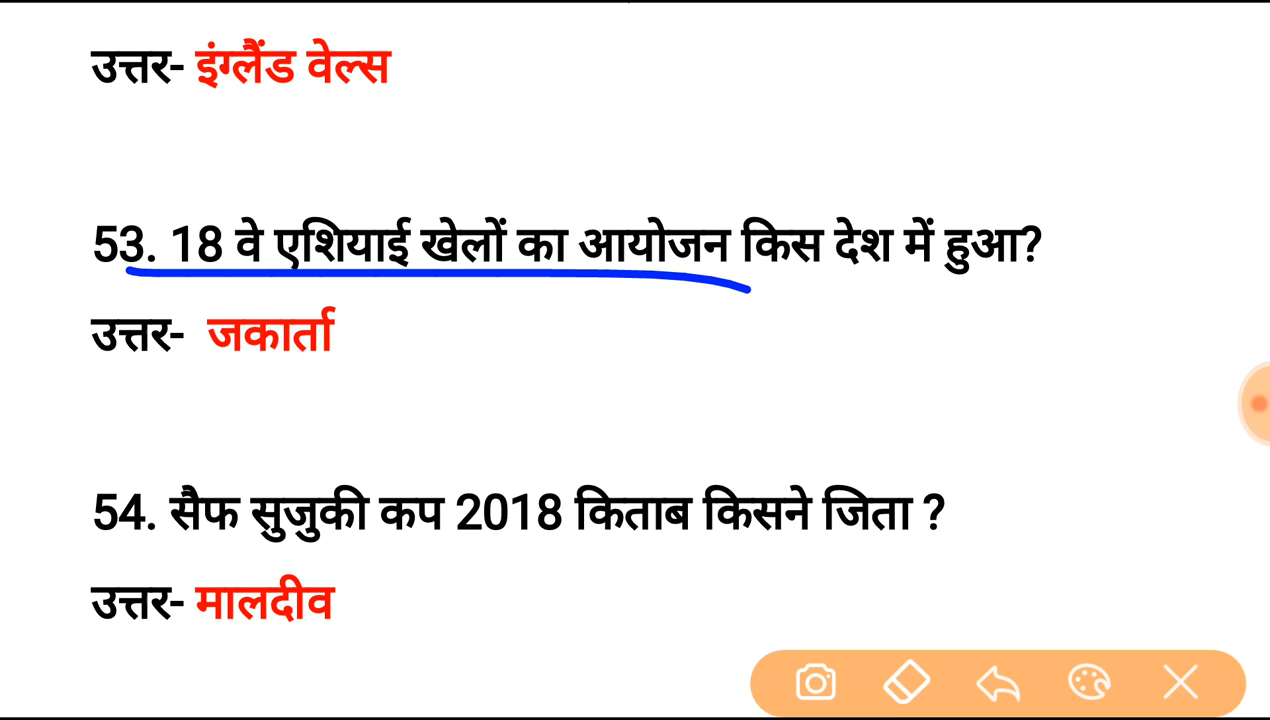 उत्तर- इंग्लैंड वेल्स
53. 18 वे एशियाई खेलों का आयोजन किस देश में हुआ?
उत्तर- जकार्ता
54. सैफ सुजुकी कप 2018 किताब किसने जिता ?
उत्तर- मालदीव